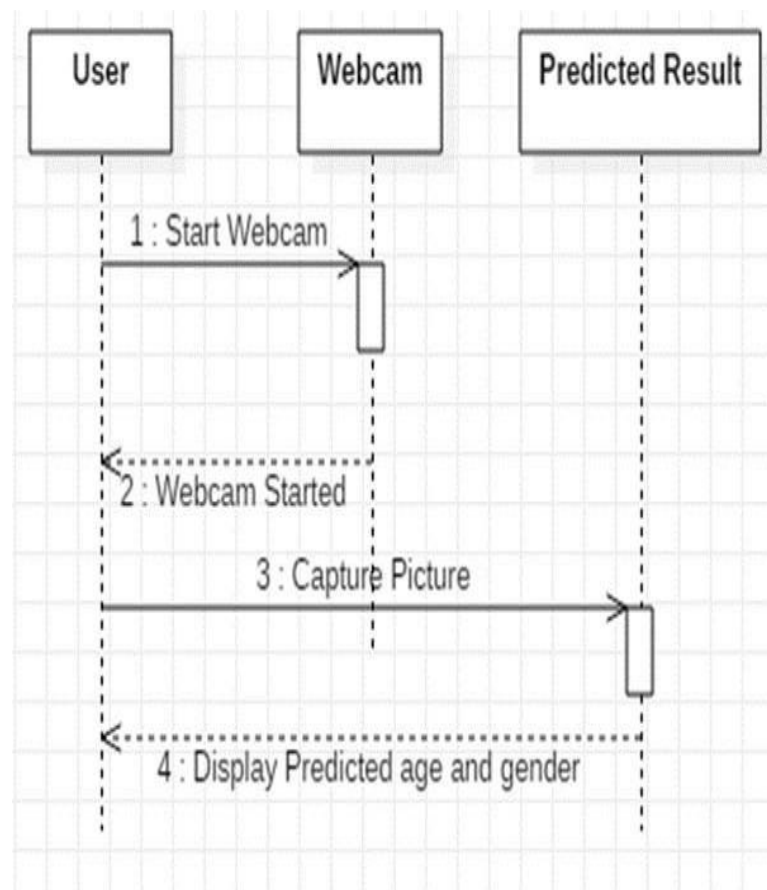 User
Webcam
Predicted Result
1 : Start Webcam
2 : Webcam Started
3 : Capture Picture
4 : Display Predicted age and gender